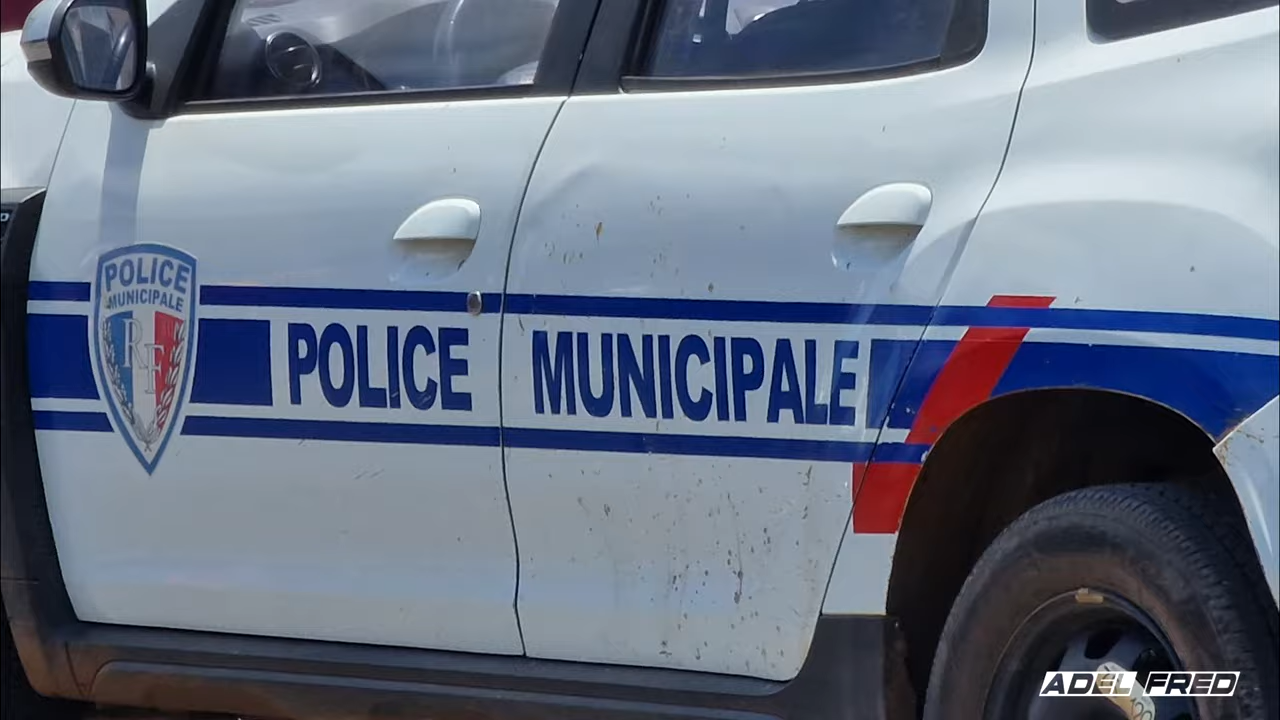 POLICE
MUNICIPALE
RF
POLICE MUNICIPALE
ADEL FRED